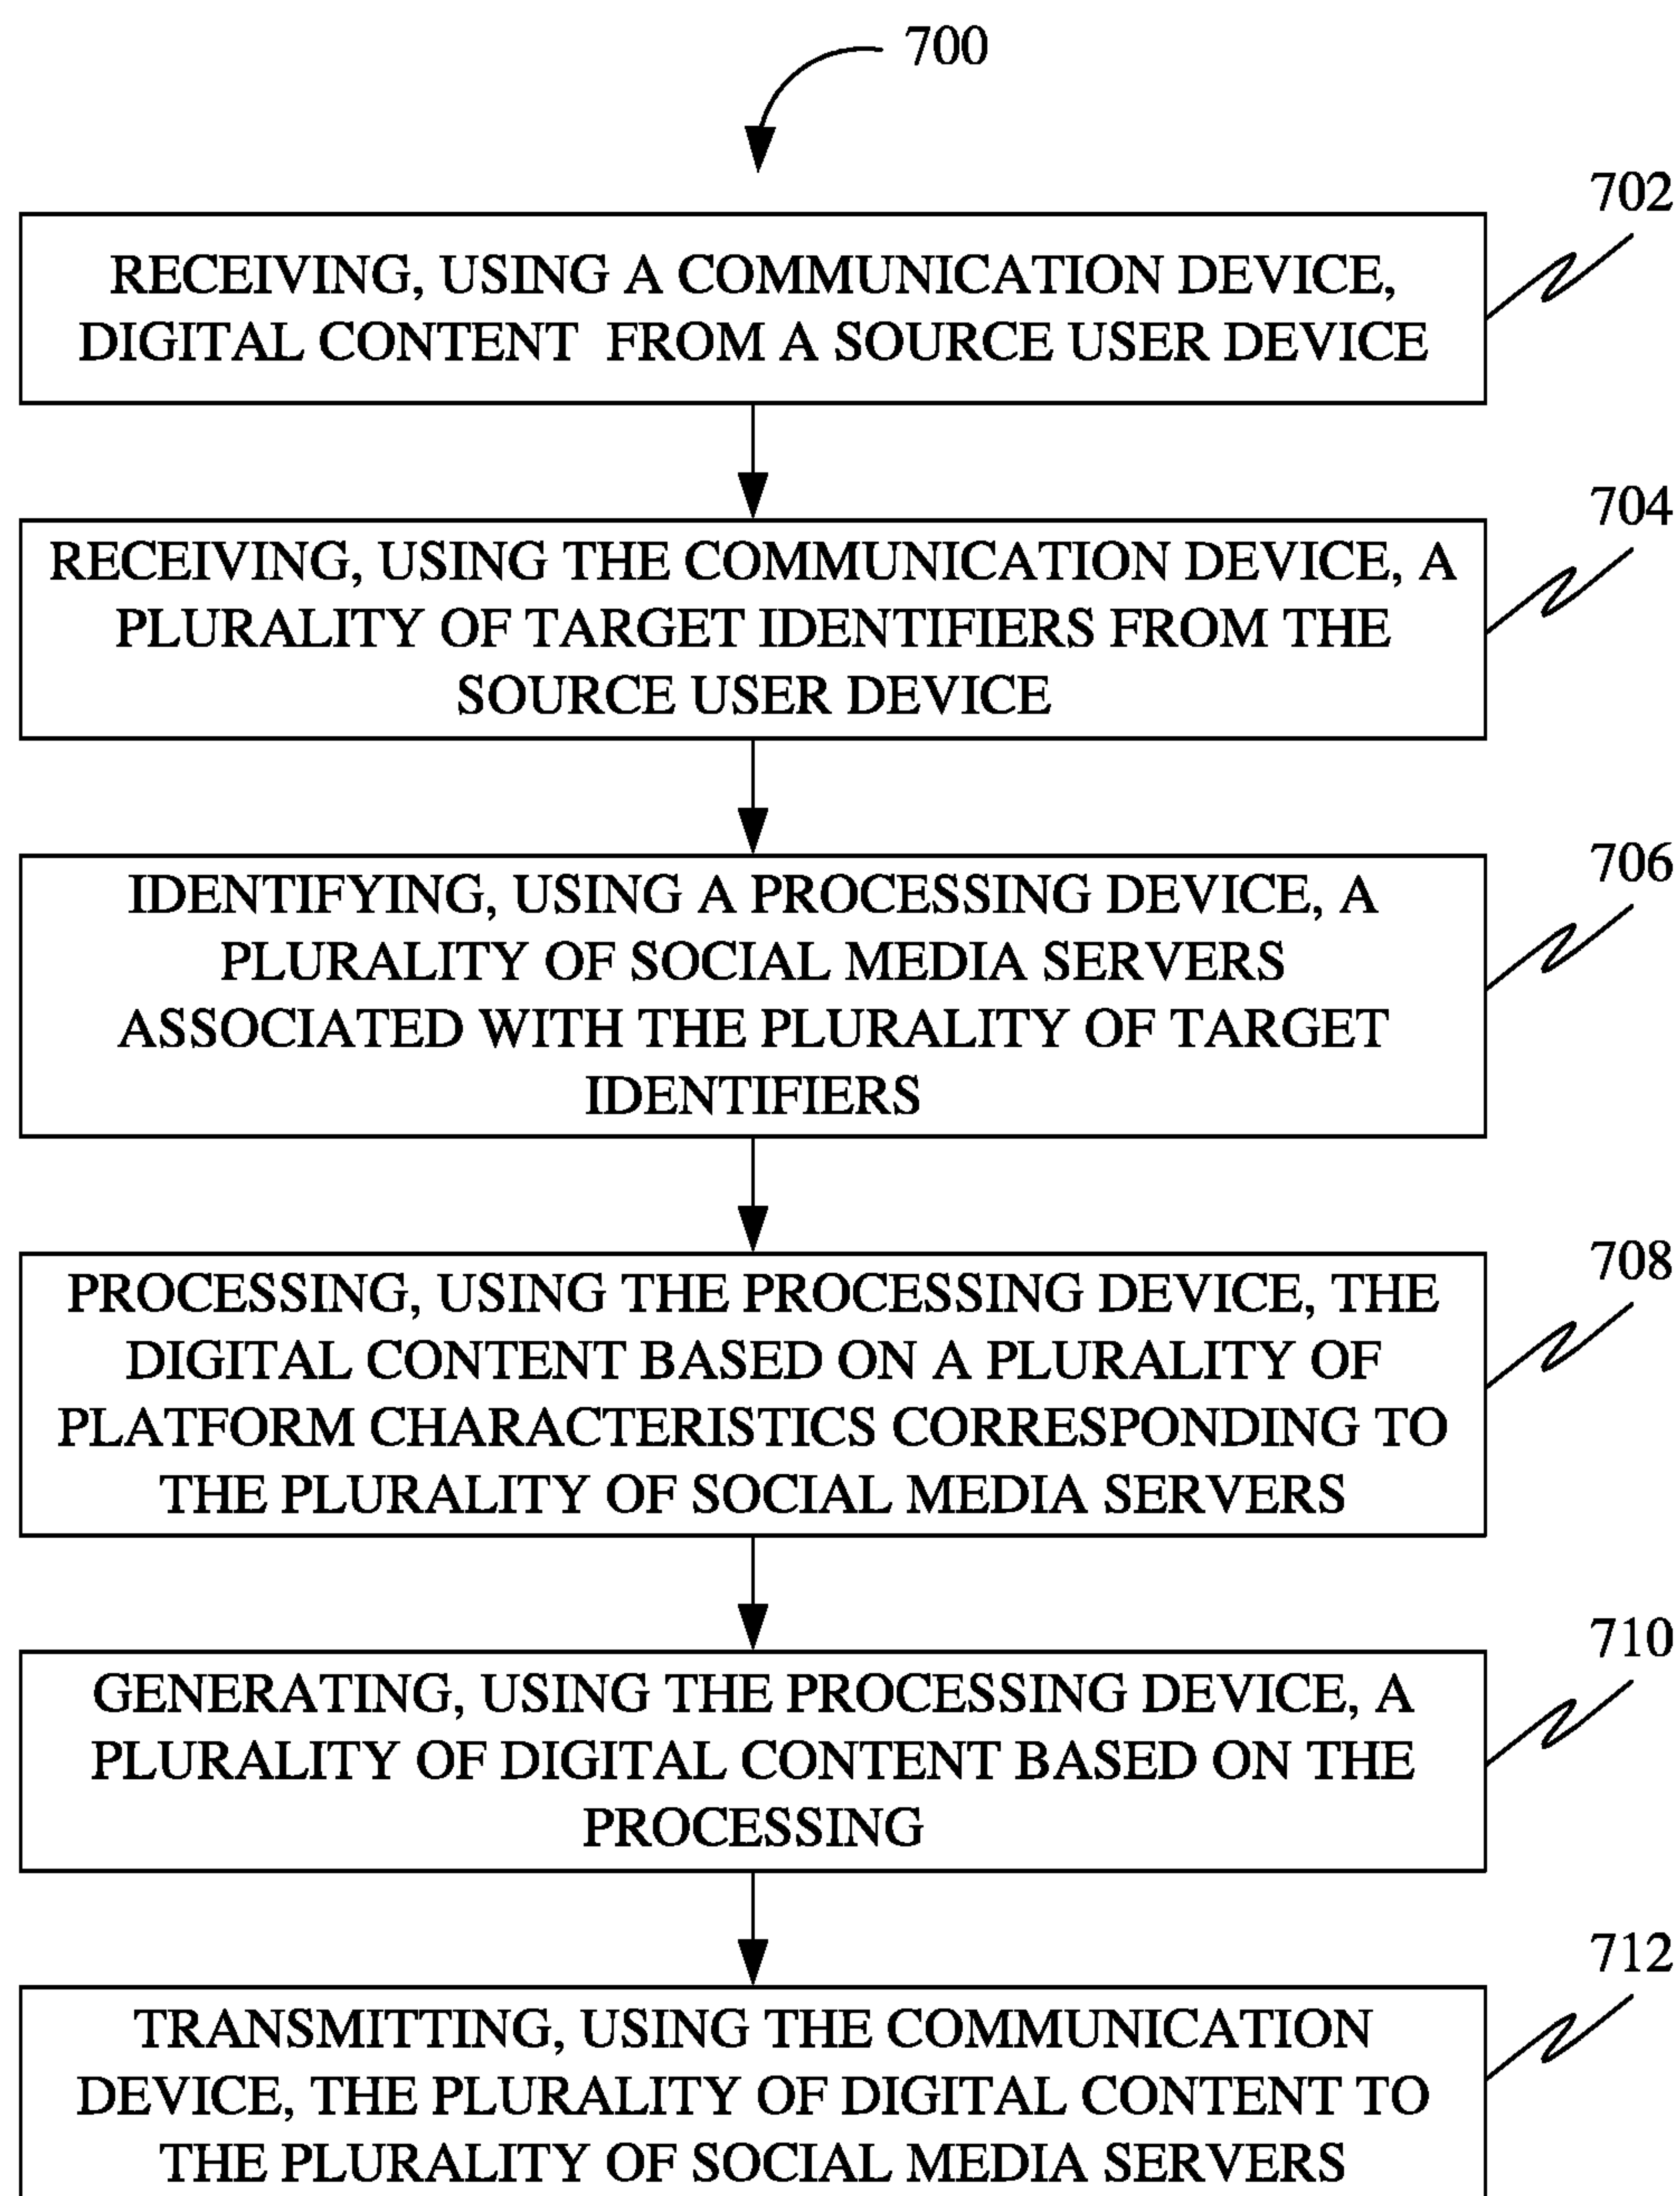 700
702
RECEIVING, USING A COMMUNICATION DEVICE,
DIGITAL CONTENT FROM A SOURCE USER DEVICE
704
RECEIVING, USING THE COMMUNICATION DEVICE, A
PLURALITY OF TARGET IDENTIFIERS FROM THE
SOURCE USER DEVICE
706
IDENTIFYING, USING A PROCESSING DEVICE, A
PLURALITY OF SOCIAL MEDIA SERVERS
ASSOCIATED WITH THE PLURALITY OF TARGET
IDENTIFIERS
708
PROCESSING, USING THE PROCESSING DEVICE, THE
DIGITAL CONTENT BASED ON A PLURALITY OF
PLATFORM CHARACTERISTICS CORRESPONDING TO
THE PLURALITY OF SOCIAL MEDIA SERVERS
710
GENERATING, USING THE PROCESSING DEVICE, A
PLURALITY OF DIGITAL CONTENT BASED ON THE
PROCESSING
712
TRANSMITTING, USING THE COMMUNICATION
DEVICE, THE PLURALITY OF DIGITAL CONTENT TO
THE PLURALITY OF SOCIAL MEDIA SERVERS